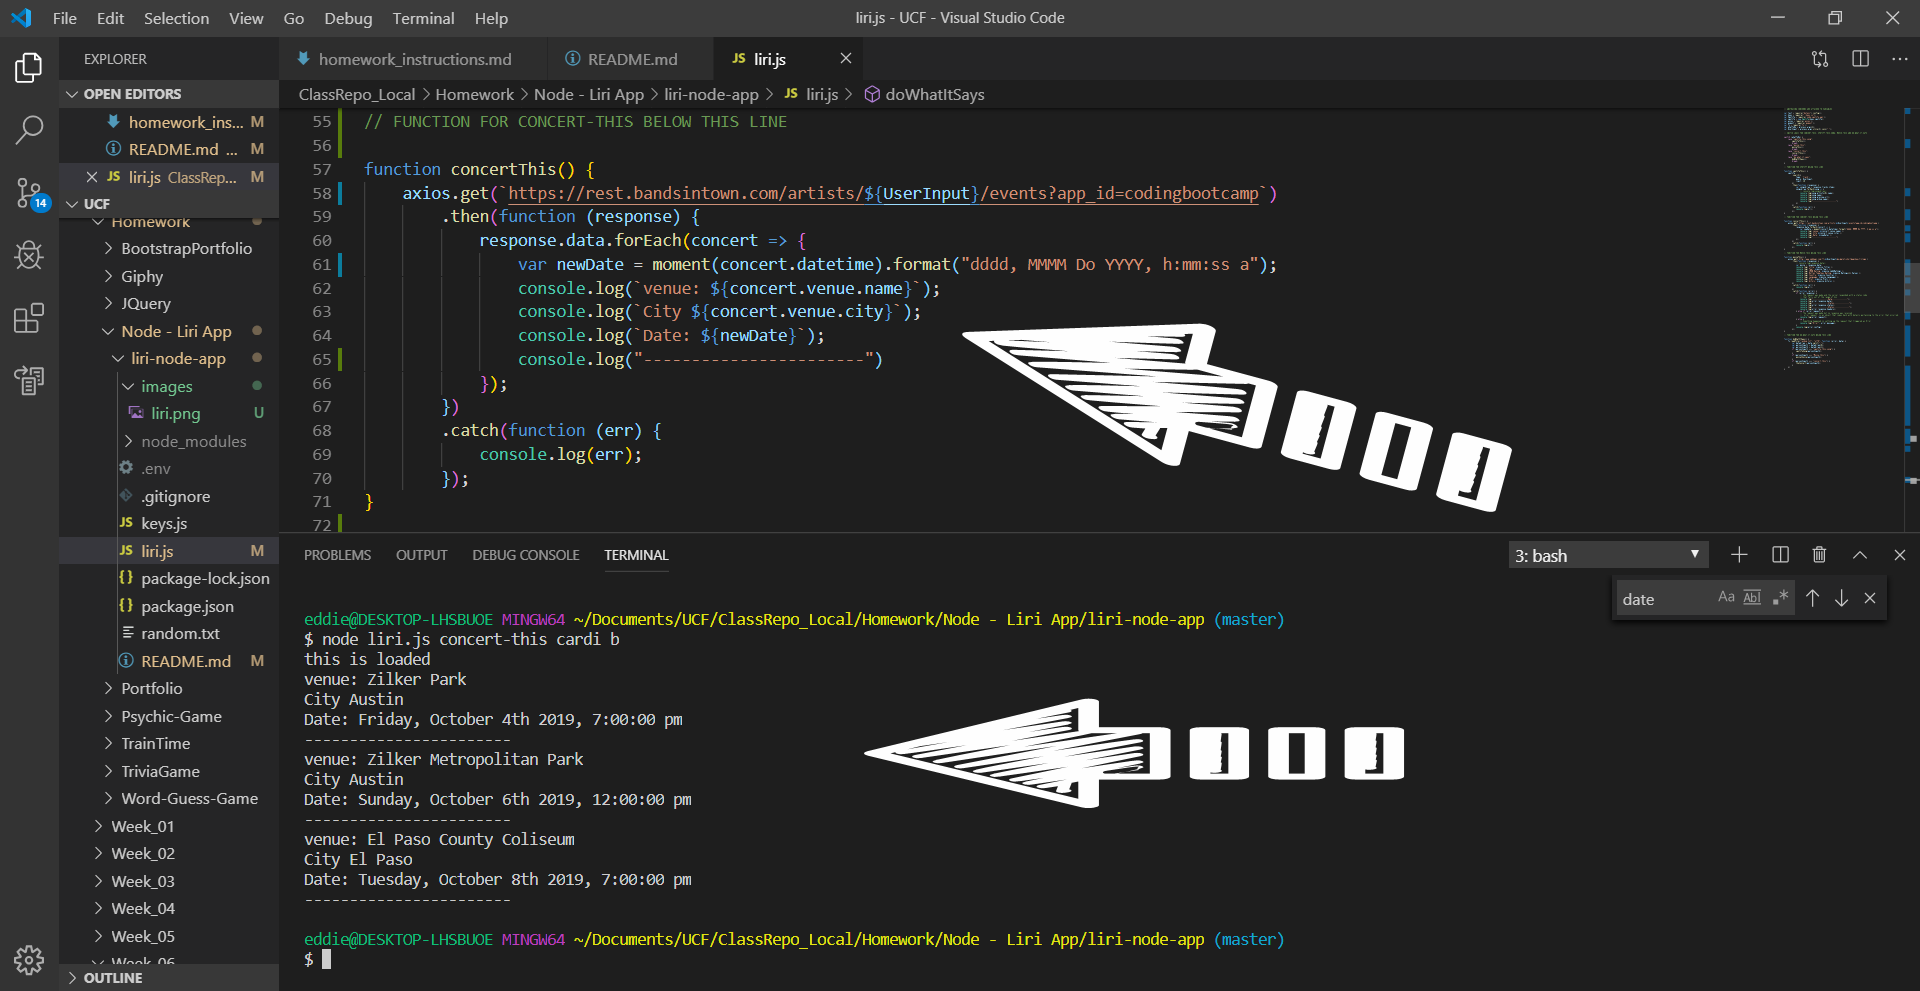 File Edit Selection View Go Debug Terminal Help
liri.js - UCF - Visual Studio Code
EXPLORER
OPEN EDITORS
homework_ins... M
README.md ... M
JS liri.js ClassRep... M
UCF
Homework
BootstrapPortfolio
Giphy
JQuery
Node - Liri App
liri-node-app
images
liri.png U
node_modules
.env
.gitignore
JS keys.js
JS liri.js M
{} package-lock.json
{} package.json
random.txt
README.md M
Portfolio
Psychic-Game
TrainTime
TriviaGame
Word-Guess-Game
Week_01
Week_02
Week_03
Week_04
Week_05
Week_06
OUTLINE
14
homework_instructions.md
README.md
JS liri.js
ClassRepo_Local > Homework > Node - Liri App > liri-node-app > JS liri.js > doWhatItSays
55 // FUNCTION FOR CONCERT-THIS BELOW THIS LINE
56
57 function concertThis() {
58 axios.get(`https://rest.bandsintown.com/artists/${UserInput}/events?app_id=codingbootcamp`)
59 .then(function (response) {
60 response.data.forEach(concert => {
61 var newDate = moment(concert.datetime).format("dddd, MMMM Do YYYY, h:mm:ss a");
62 console.log(`venue: ${concert.venue.name}`);
63 console.log(`City ${concert.venue.city}`);
64 console.log(`Date: ${newDate}`);
65 console.log("-----------------------")
66 });
67 })
68 .catch(function (err) {
69 console.log(err);
70 });
71 }
72
PROBLEMS OUTPUT DEBUG CONSOLE TERMINAL
3: bash
date Aa Abl .*
eddie@DESKTOP-LHSBUOE MINGW64 ~/Documents/UCF/ClassRepo_Local/Homework/Node - Liri App/liri-node-app (master)
$ node liri.js concert-this cardi b
this is loaded
venue: Zilker Park
City Austin
Date: Friday, October 4th 2019, 7:00:00 pm
-----------------------
venue: Zilker Metropolitan Park
City Austin
Date: Sunday, October 6th 2019, 12:00:00 pm
-----------------------
venue: El Paso County Coliseum
City El Paso
Date: Tuesday, October 8th 2019, 7:00:00 pm
-----------------------
eddie@DESKTOP-LHSBUOE MINGW64 ~/Documents/UCF/ClassRepo_Local/Homework/Node - Liri App/liri-node-app (master)
$